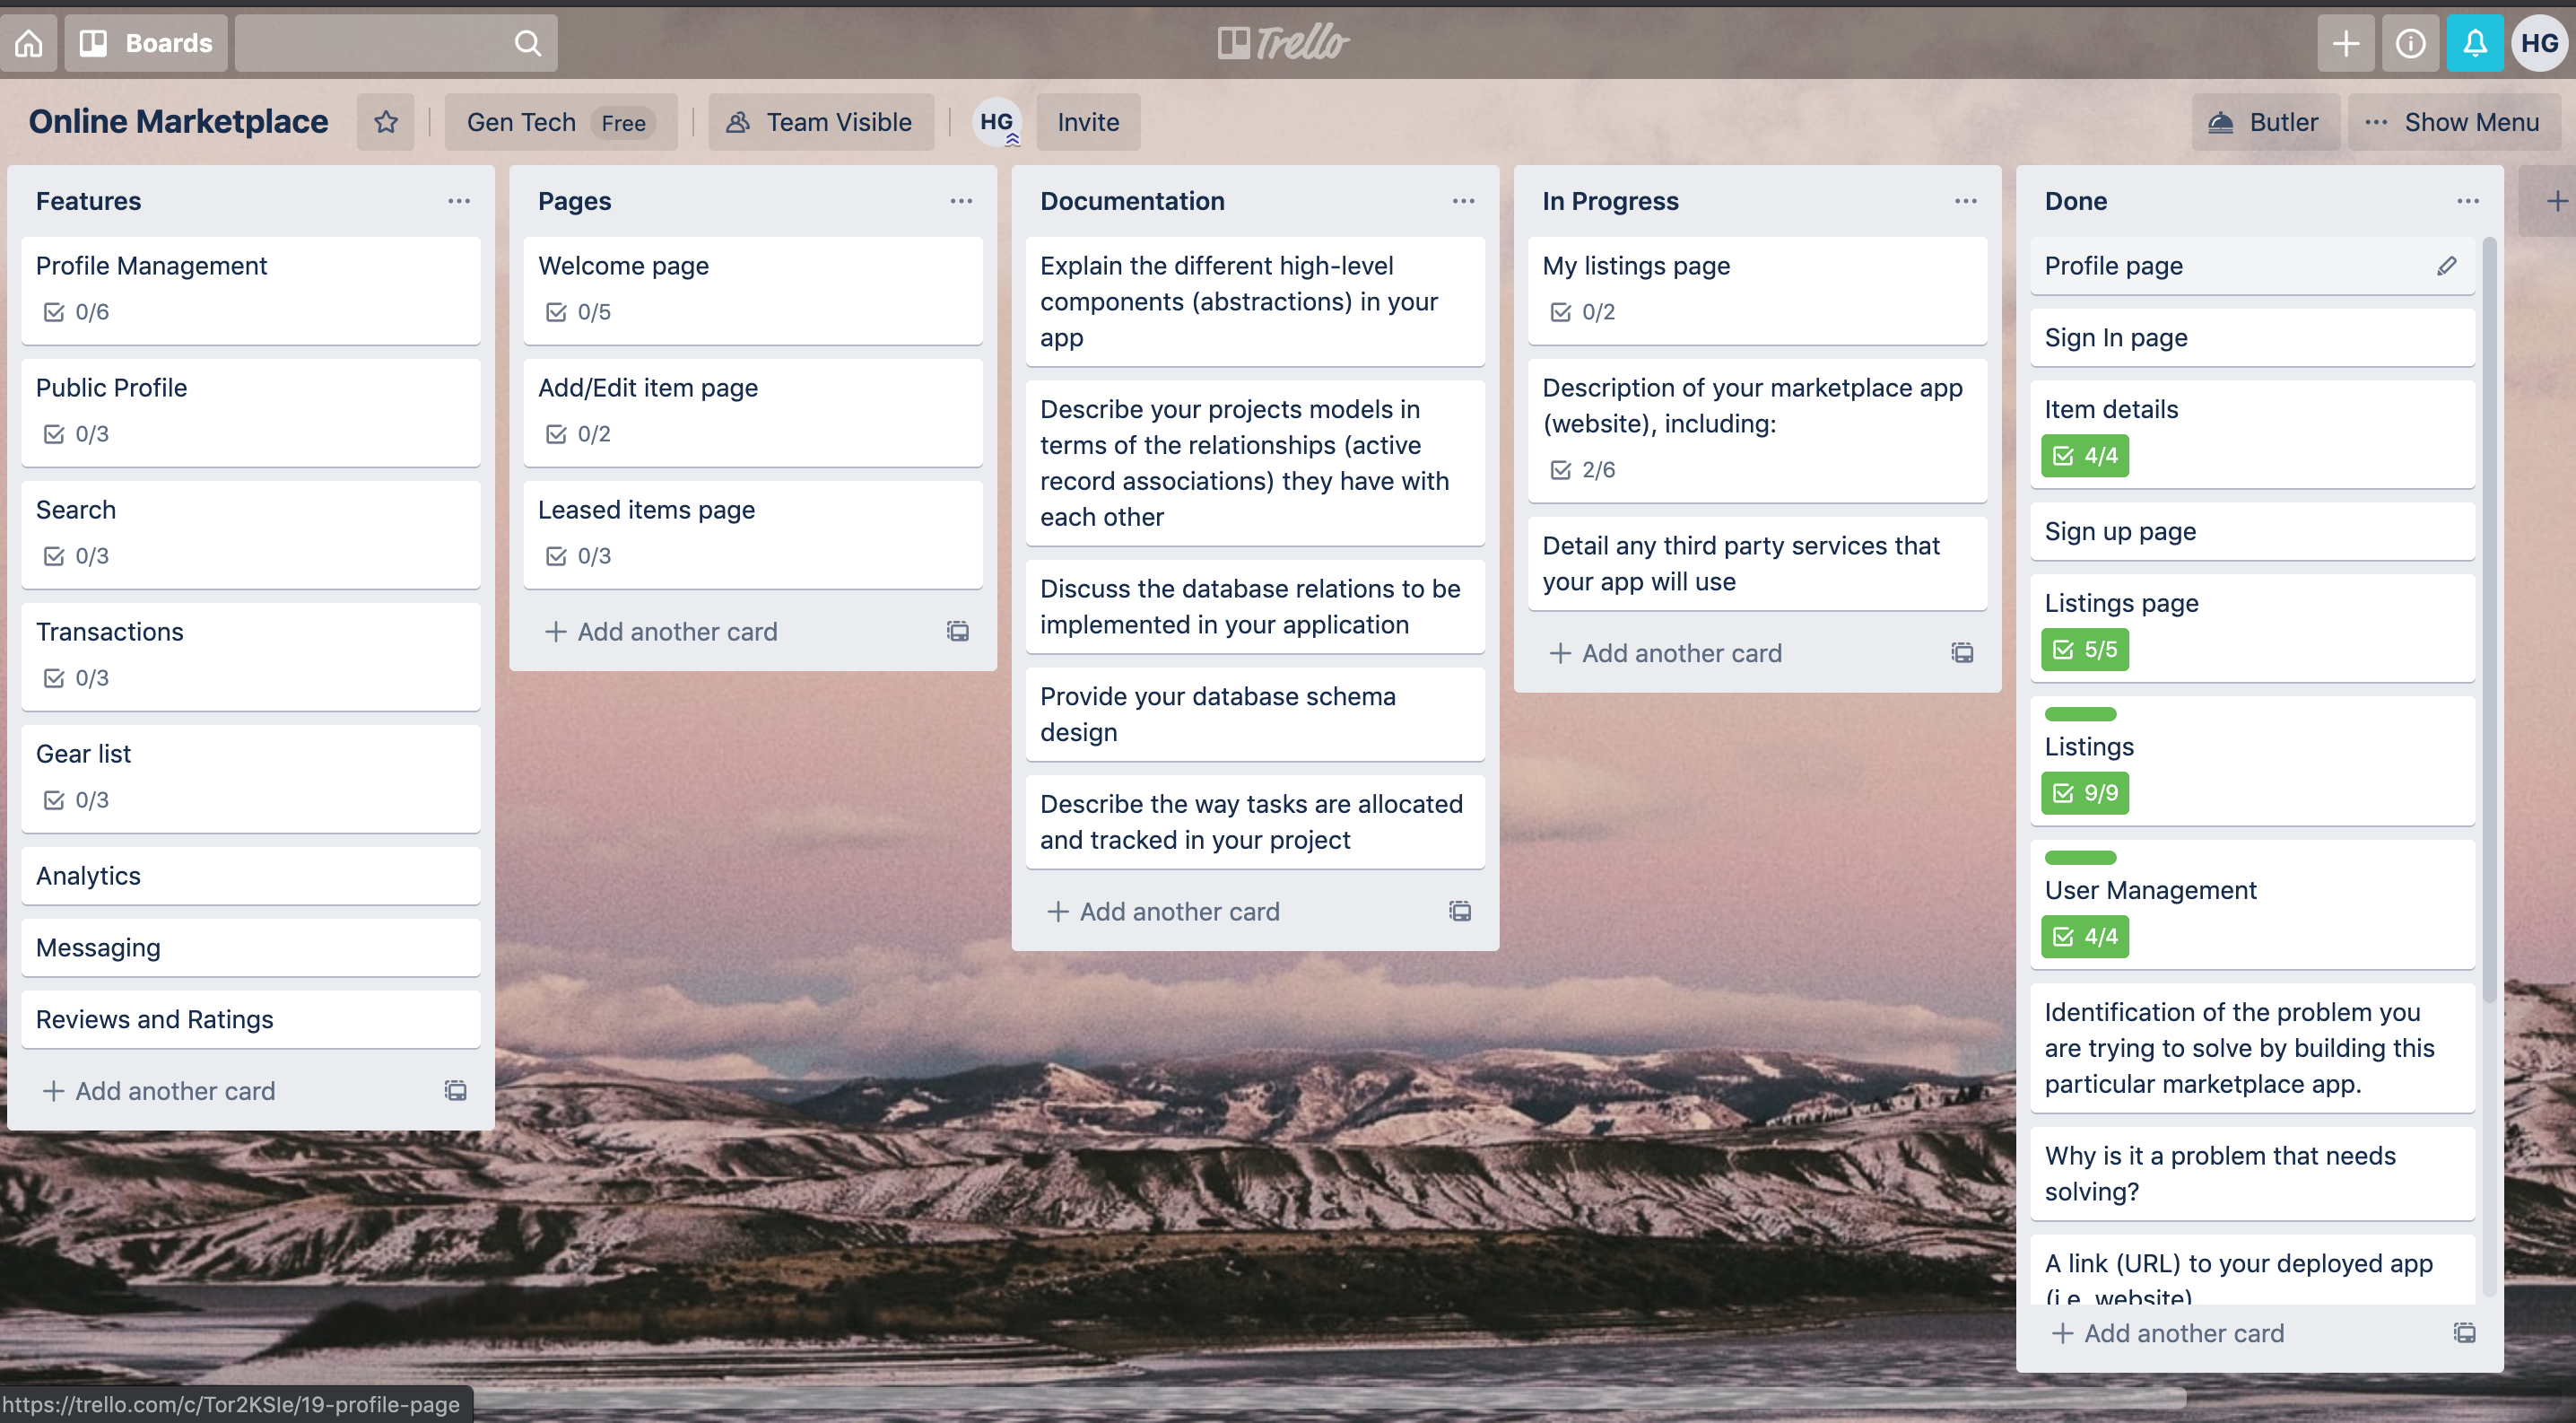 Boards
Trello
HG
Online Marketplace
Gen Tech Free
Team Visible
HG
Invite
Butler
Show Menu
Features
Profile Management
0/6
Public Profile
0/3
Search
0/3
Transactions
0/3
Gear list
0/3
Analytics
Messaging
Reviews and Ratings
Add another card
Pages
Welcome page
0/5
Add/Edit item page
0/2
Leased items page
0/3
Add another card
Documentation
Explain the different high-level
components (abstractions) in your
app
Describe your projects models in
terms of the relationships (active
record associations) they have with
each other
Discuss the database relations to be
implemented in your application
Provide your database schema
design
Describe the way tasks are allocated
and tracked in your project
Add another card
In Progress
My listings page
0/2
Description of your marketplace app
(website), including:
2/6
Detail any third party services that
your app will use
Add another card
Done
Profile page
Sign In page
Item details
4/4
Sign up page
Listings page
5/5
Listings
9/9
User Management
4/4
Identification of the problem you
are trying to solve by building this
particular marketplace app.
Why is it a problem that needs
solving?
A link (URL) to your deployed app
(i.e. website)
Add another card
https://trello.com/c/Tor2KSIe/19-profile-page